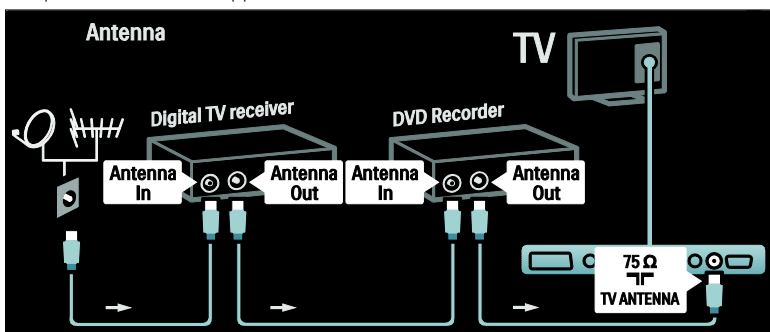 Antenna
TV
Digital TV receiver
DVD Recorder
Antenna
In
Antenna
Out
Antenna
In
Antenna
Out
75 Ω
TV ANTENNA